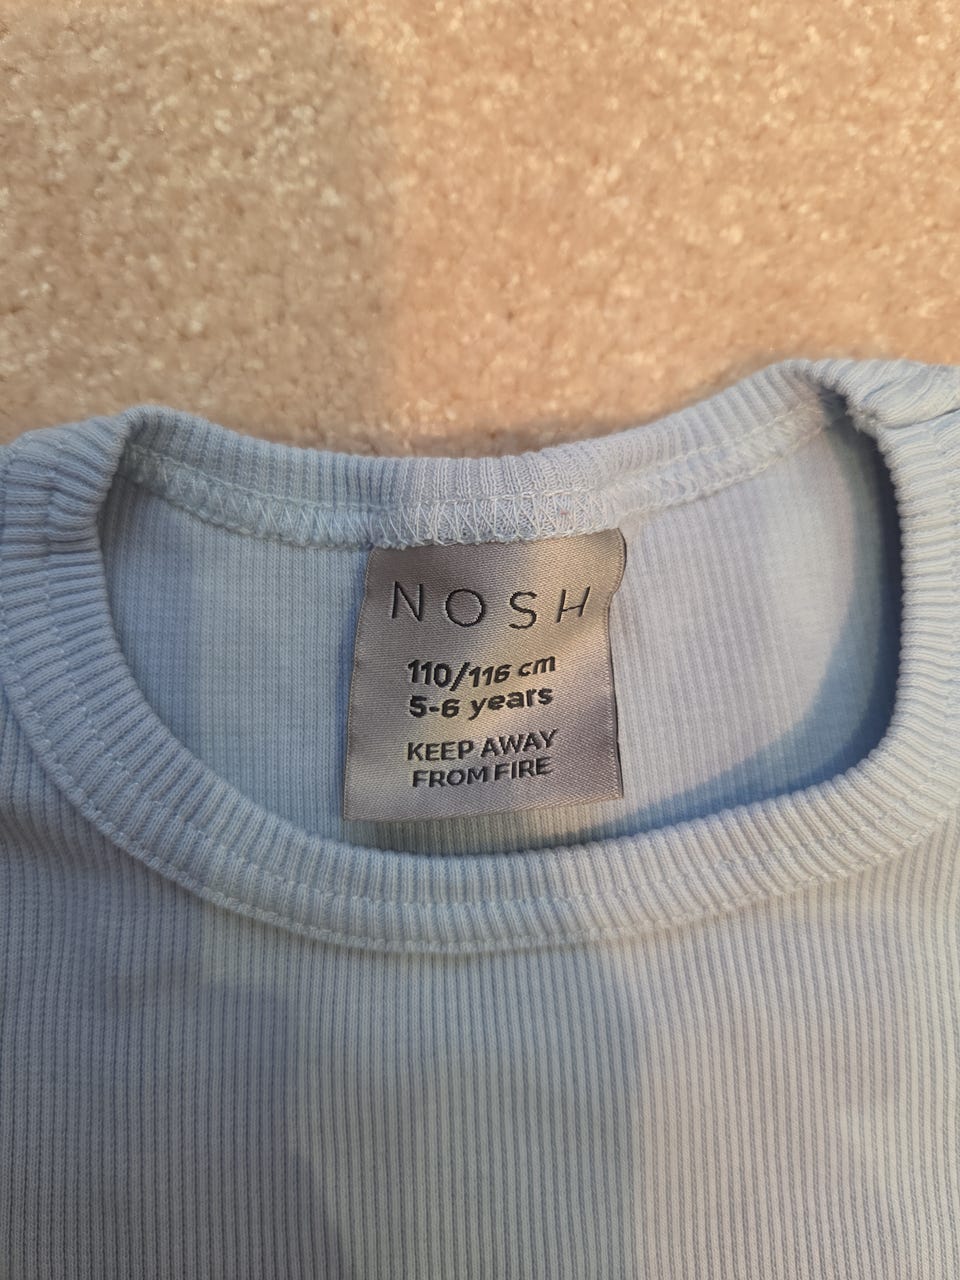 NOSH
110/116 cm
5-6 years
KEEP AWAY
FROM FIRE